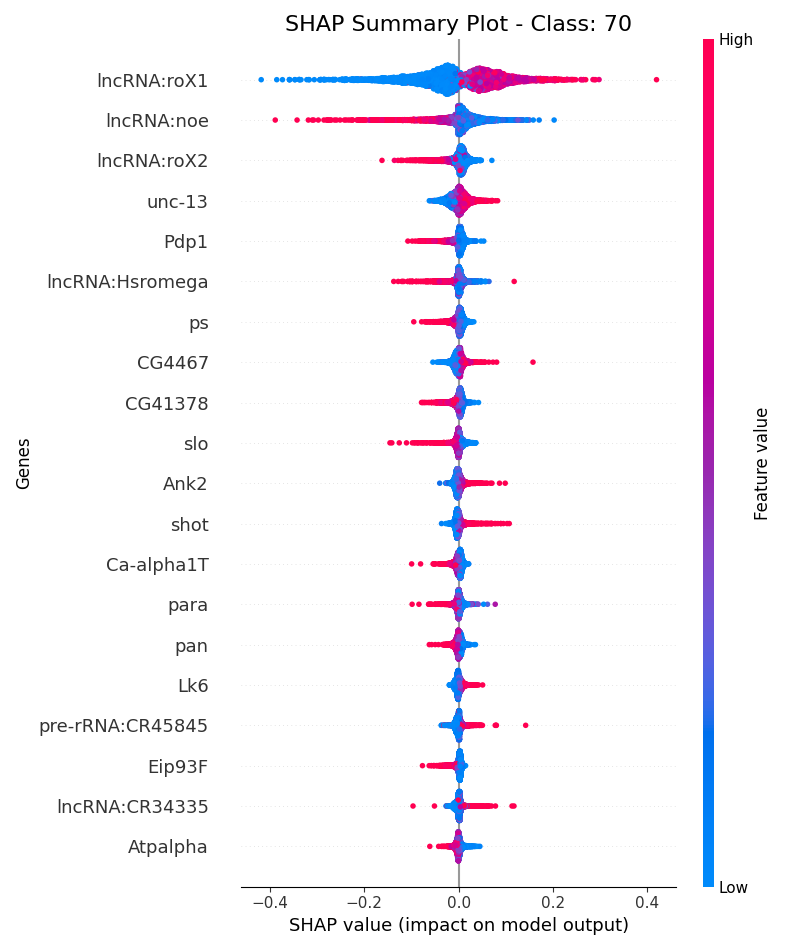 SHAP Summary Plot - Class: 70
High
lncRNA:roX1
lncRNA:noe
lncRNA:roX2
unc-13
Pdp1
lncRNA:Hsromega
ps
CG4467
CG41378
slo
Ank2
shot
Ca-alpha1T
para
pan
Lk6
pre-rRNA:CR45845
Eip93F
lncRNA:CR34335
Atpalpha
Genes
Feature value
Low
−0.4 −0.2 0.0 0.2 0.4
SHAP value (impact on model output)